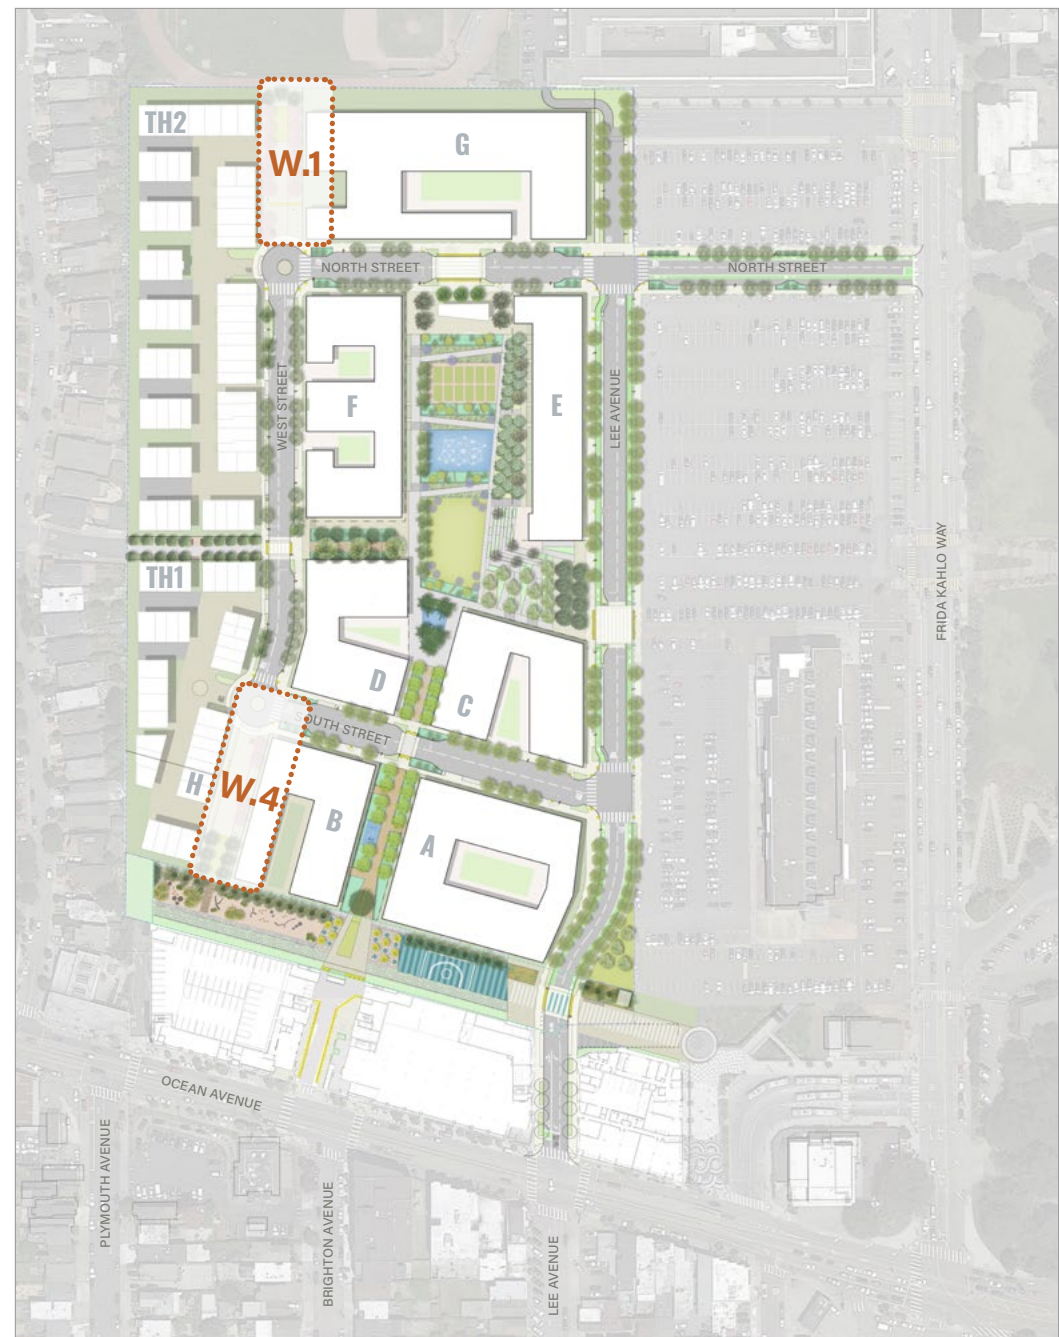 TH2
W.1
G
NORTH STREET
NORTH STREET
WEST STREET
F
E
LEE AVENUE
FRIDA KAHLO WAY
TH1
D
C
SOUTH STREET
H
W.4
B
A
OCEAN AVENUE
PLYMOUTH AVENUE
BRIGHTON AVENUE
LEE AVENUE